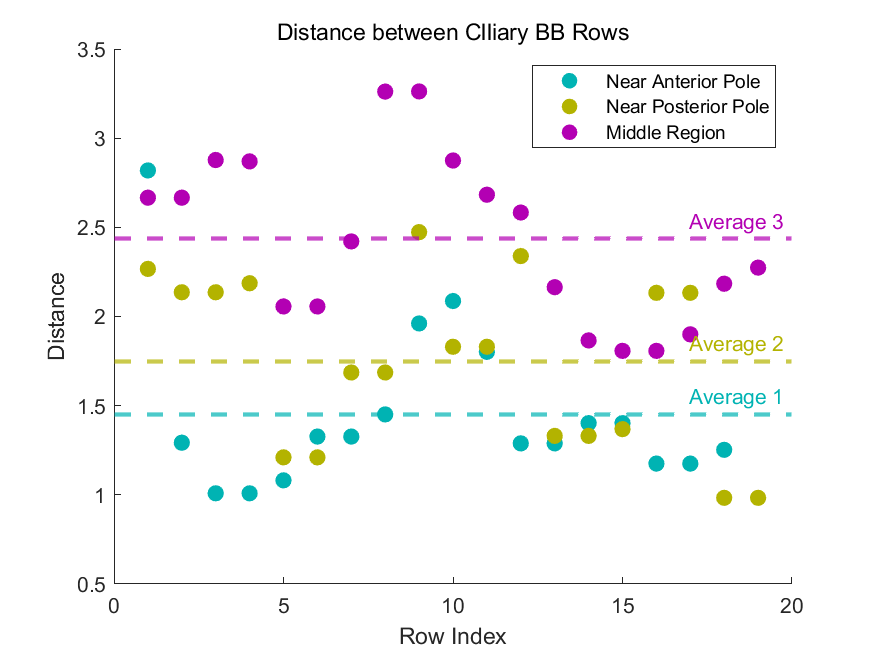 Distance between CIliary BB Rows
3.5
3
2.5
2
1.5
1
0.5
0
5
10
15
20
Distance
Row Index
Near Anterior Pole
Near Posterior Pole
Middle Region
Average 3
Average 2
Average 1